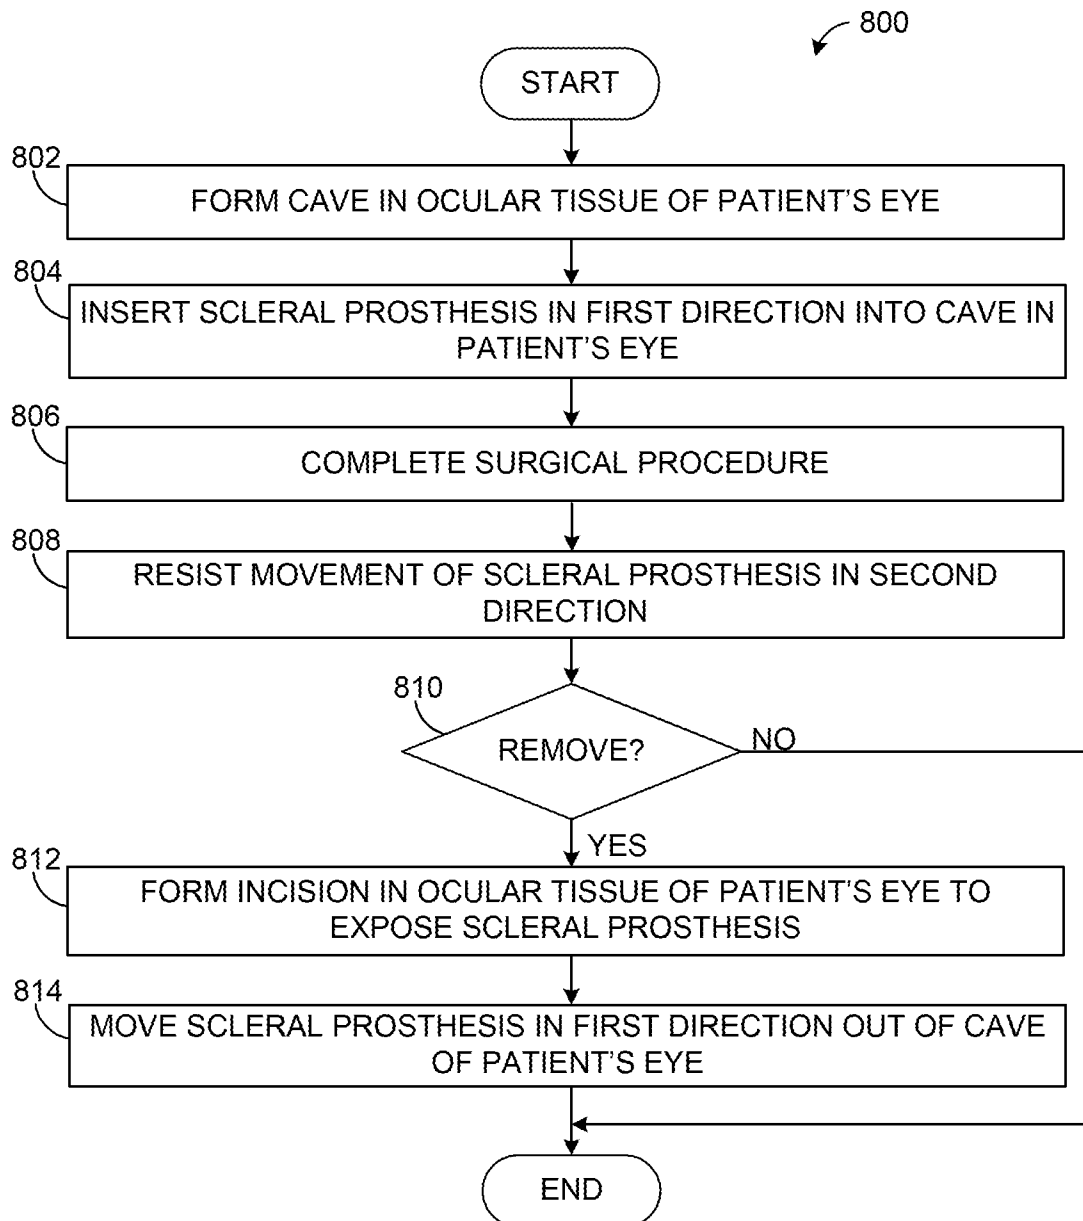 800
START
802
FORM CAVE IN OCULAR TISSUE OF PATIENT'S EYE
804
INSERT SCLERAL PROSTHESIS IN FIRST DIRECTION INTO CAVE IN
PATIENT'S EYE
806
COMPLETE SURGICAL PROCEDURE
808
RESIST MOVEMENT OF SCLERAL PROSTHESIS IN SECOND
DIRECTION
810
REMOVE?
NO
YES
812
FORM INCISION IN OCULAR TISSUE OF PATIENT'S EYE TO
EXPOSE SCLERAL PROSTHESIS
814
MOVE SCLERAL PROSTHESIS IN FIRST DIRECTION OUT OF CAVE
OF PATIENT'S EYE
END